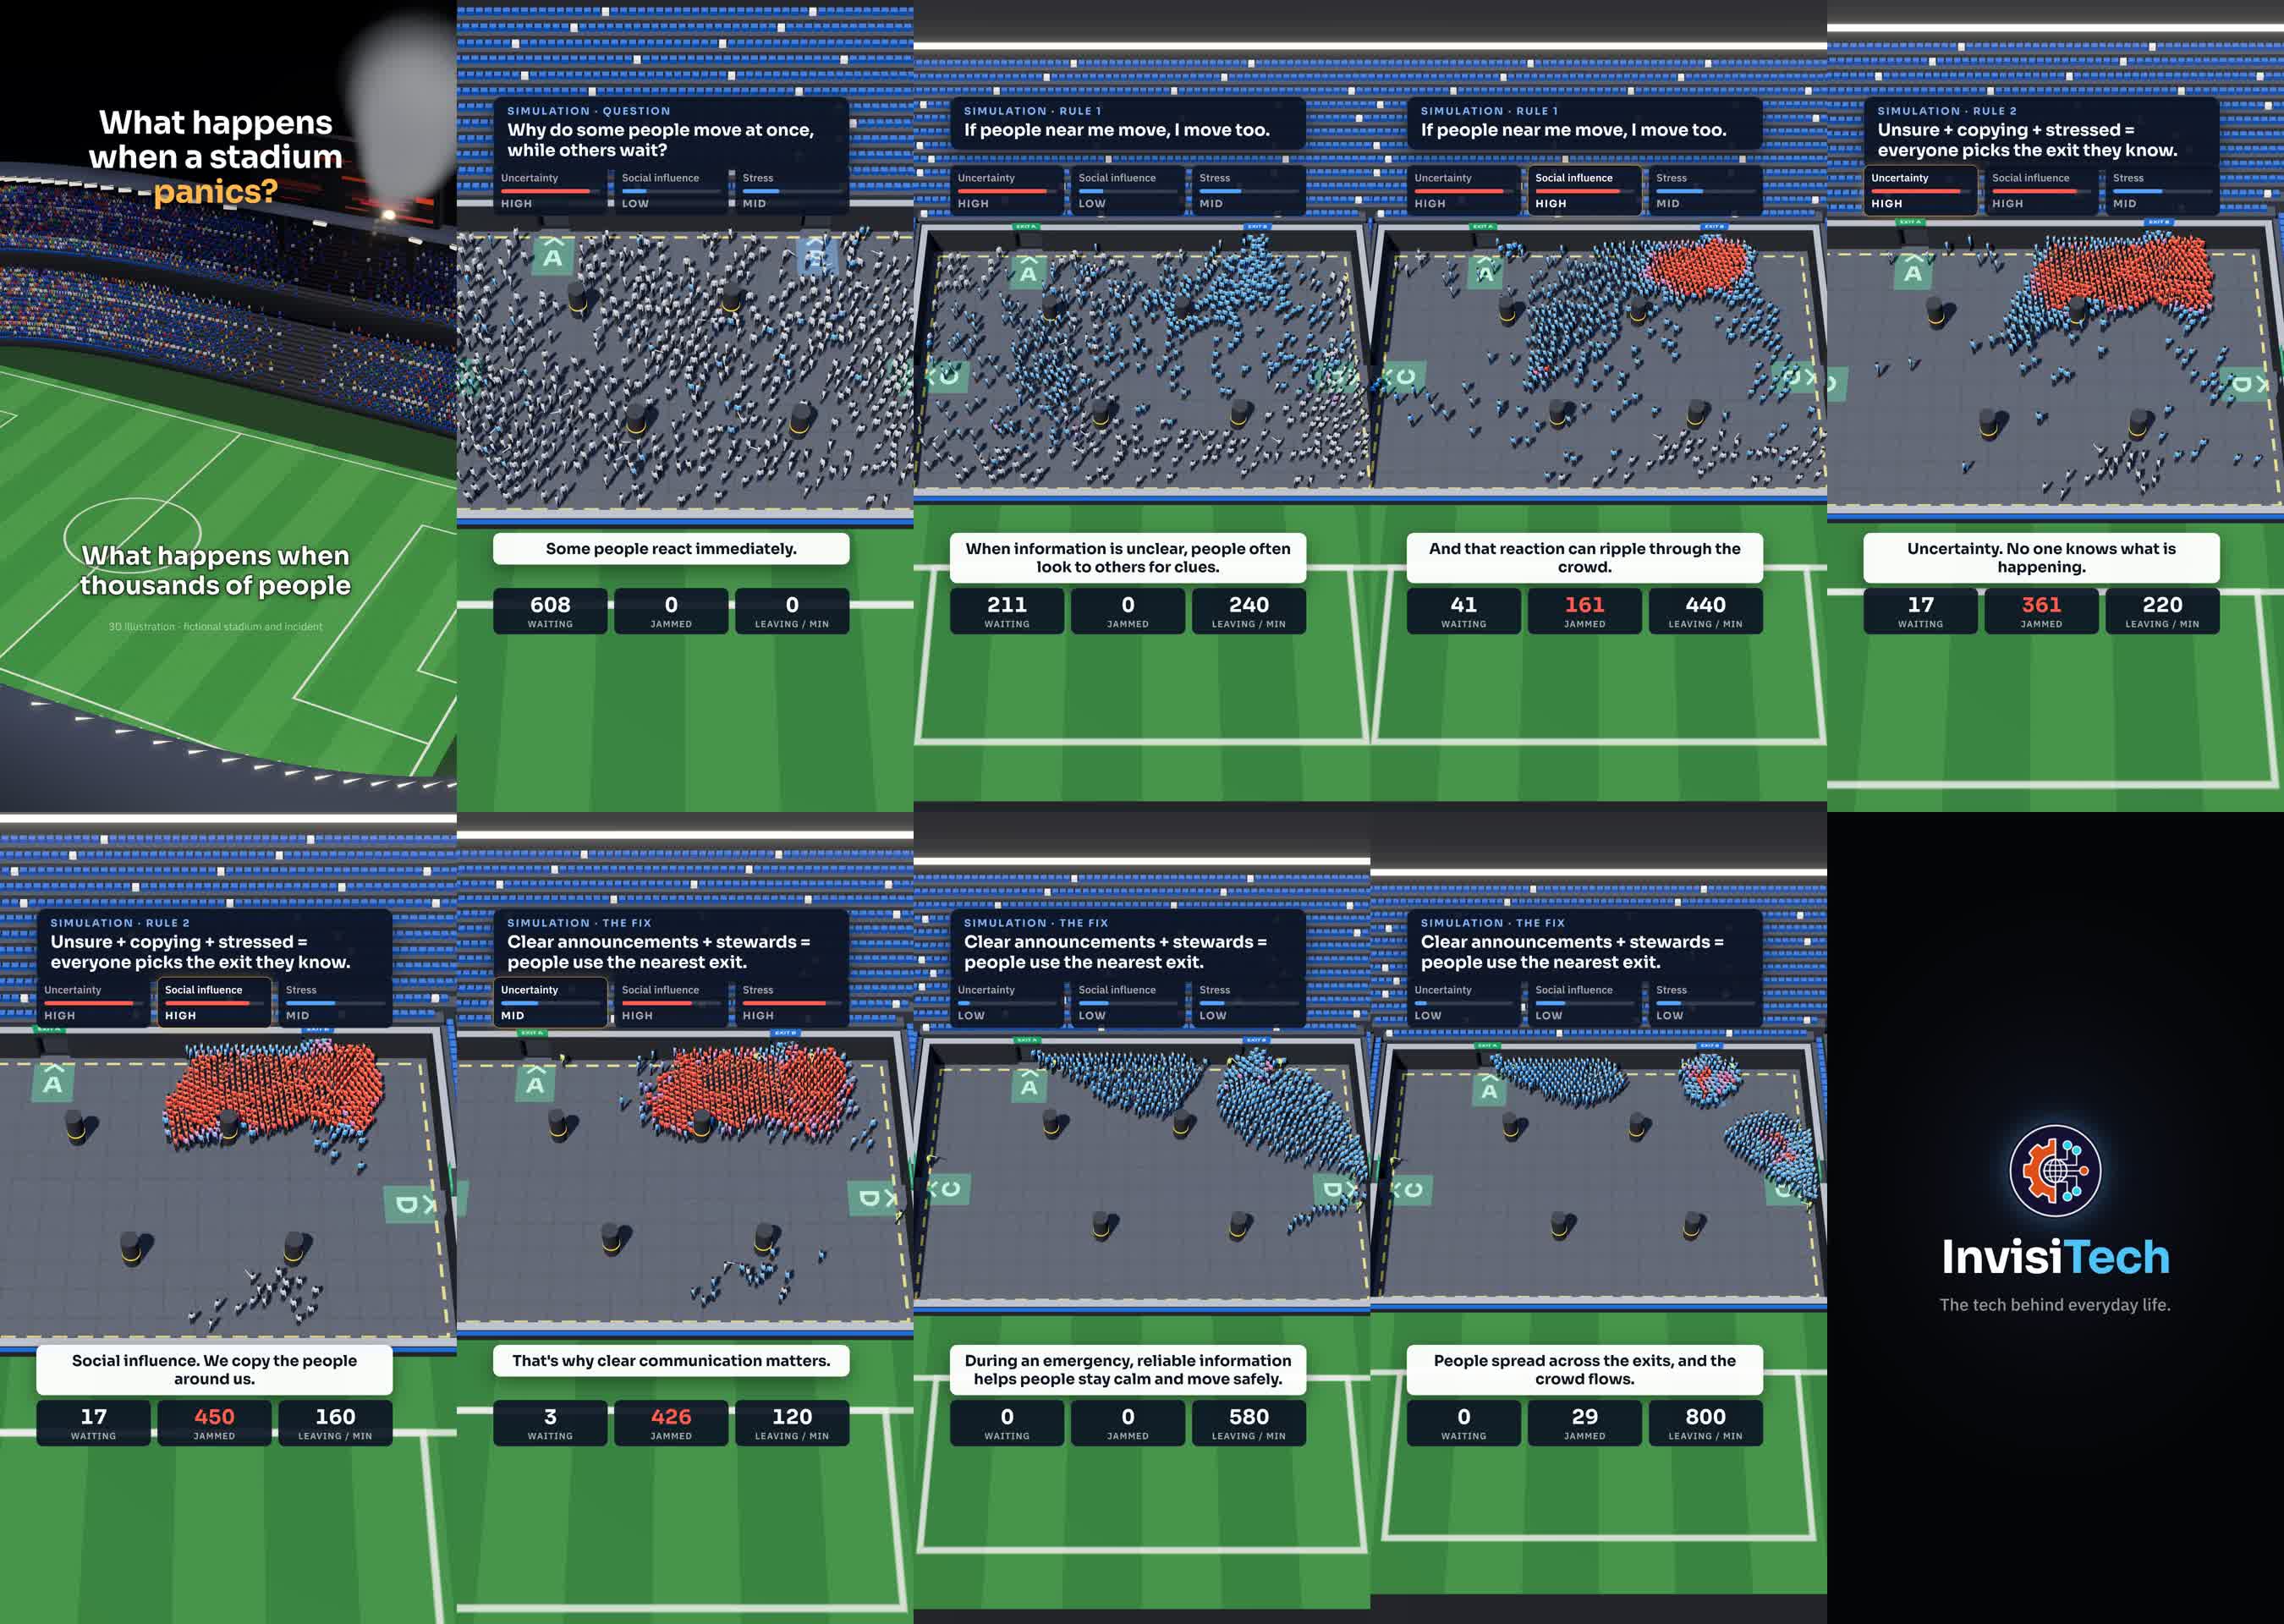 What happens
when a stadium
panics?
What happens when
thousands of people
3D illustration · fictional stadium and incident
SIMULATION · QUESTION
Why do some people move at once,
while others wait?
Uncertainty
Social influence
Stress
HIGH
LOW
MID
A
Some people react immediately.
608
0
0
WAITING
JAMMED
LEAVING / MIN
SIMULATION · RULE 1
If people near me move, I move too.
Uncertainty
Social influence
Stress
HIGH
LOW
MID
EXIT A
EXIT B
A
C
When information is unclear, people often
look to others for clues.
211
0
240
WAITING
JAMMED
LEAVING / MIN
SIMULATION · RULE 1
If people near me move, I move too.
Uncertainty
Social influence
Stress
HIGH
HIGH
MID
EXIT A
EXIT B
A
C
And that reaction can ripple through the
crowd.
41
161
440
WAITING
JAMMED
LEAVING / MIN
SIMULATION · RULE 2
Unsure + copying + stressed =
everyone picks the exit they know.
Uncertainty
Social influence
Stress
HIGH
HIGH
MID
A
D
Uncertainty. No one knows what is
happening.
17
361
220
WAITING
JAMMED
LEAVING / MIN
SIMULATION · RULE 2
Unsure + copying + stressed =
everyone picks the exit they know.
Uncertainty
Social influence
Stress
HIGH
HIGH
MID
A
D
Social influence. We copy the people
around us.
17
450
160
WAITING
JAMMED
LEAVING / MIN
SIMULATION · THE FIX
Clear announcements + stewards =
people use the nearest exit.
Uncertainty
Social influence
Stress
MID
HIGH
HIGH
EXIT A
EXIT B
A
D
That's why clear communication matters.
3
426
120
WAITING
JAMMED
LEAVING / MIN
SIMULATION · THE FIX
Clear announcements + stewards =
people use the nearest exit.
Uncertainty
Social influence
Stress
LOW
LOW
LOW
EXIT A
EXIT B
A
C
D
During an emergency, reliable information
helps people stay calm and move safely.
0
0
580
WAITING
JAMMED
LEAVING / MIN
SIMULATION · THE FIX
Clear announcements + stewards =
people use the nearest exit.
Uncertainty
Social influence
Stress
LOW
LOW
LOW
EXIT A
EXIT B
A
C
People spread across the exits, and the
crowd flows.
0
29
800
WAITING
JAMMED
LEAVING / MIN
InvisiTech
The tech behind everyday life.